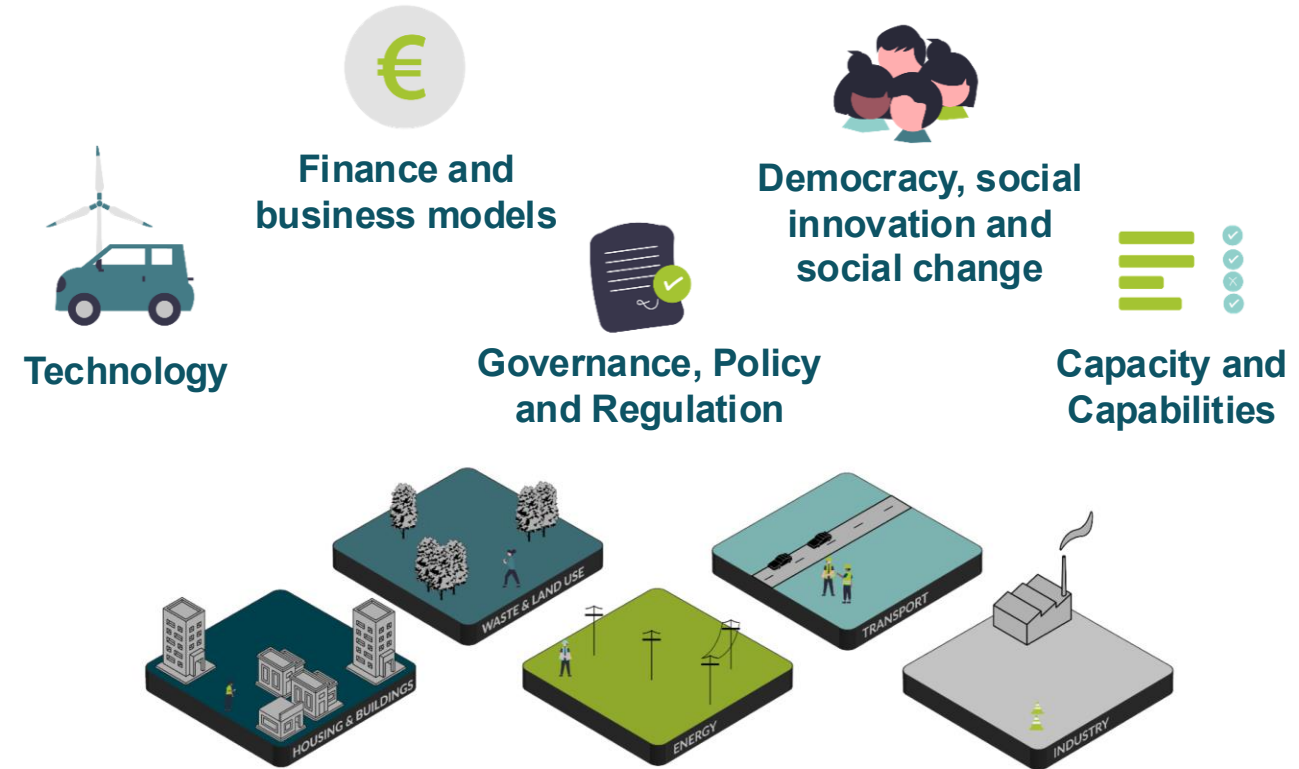 €
Finance and
business models
Democracy, social
innovation and
social change
Technology
Governance, Policy
and Regulation
Capacity and
Capabilities
WASTE & LAND USE
TRANSPORT
HOUSING & BUILDINGS
ENERGY
INDUSTRY